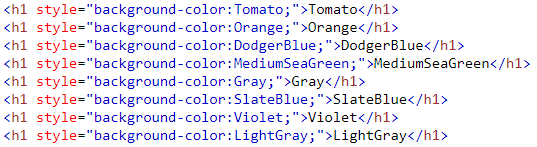 <h1 style="background-color:Tomato;">Tomato</h1>
<h1 style="background-color:Orange;">Orange</h1>
<h1 style="background-color:DodgerBlue;">DodgerBlue</h1>
<h1 style="background-color:MediumSeaGreen;">MediumSeaGreen</h1>
<h1 style="background-color:Gray;">Gray</h1>
<h1 style="background-color:SlateBlue;">SlateBlue</h1>
<h1 style="background-color:Violet;">Violet</h1>
<h1 style="background-color:LightGray;">LightGray</h1>